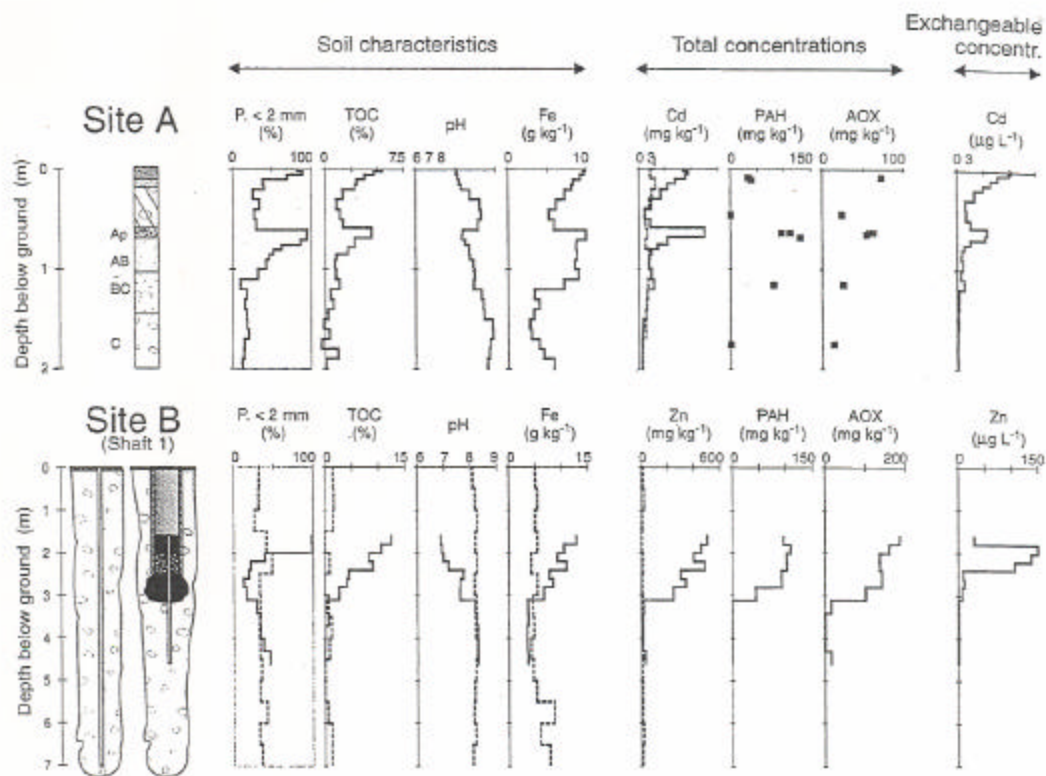 Soil characteristics Total concentrations Exchangeable concentr.
Site A
P. < 2 mm (%) TOC (%) pH Fe (g kg⁻¹) Cd (mg kg⁻¹) PAH (mg kg⁻¹) AOX (mg kg⁻¹) Cd (µg L⁻¹)
0 100 0 7.5 6 7 8 0 10 0 3 0 150 0 100 0 3
Depth below ground (m)
0
1
2
Ap
AB
BC
C
Site B
(Shaft 1)
P. < 2 mm (%) TOC (%) pH Fe (g kg⁻¹) Zn (mg kg⁻¹) PAH (mg kg⁻¹) AOX (mg kg⁻¹) Zn (µg L⁻¹)
0 100 0 15 6 7 8 9 0 15 0 600 0 150 0 200 0 150
Depth below ground (m)
0
1
2
3
4
5
6
7